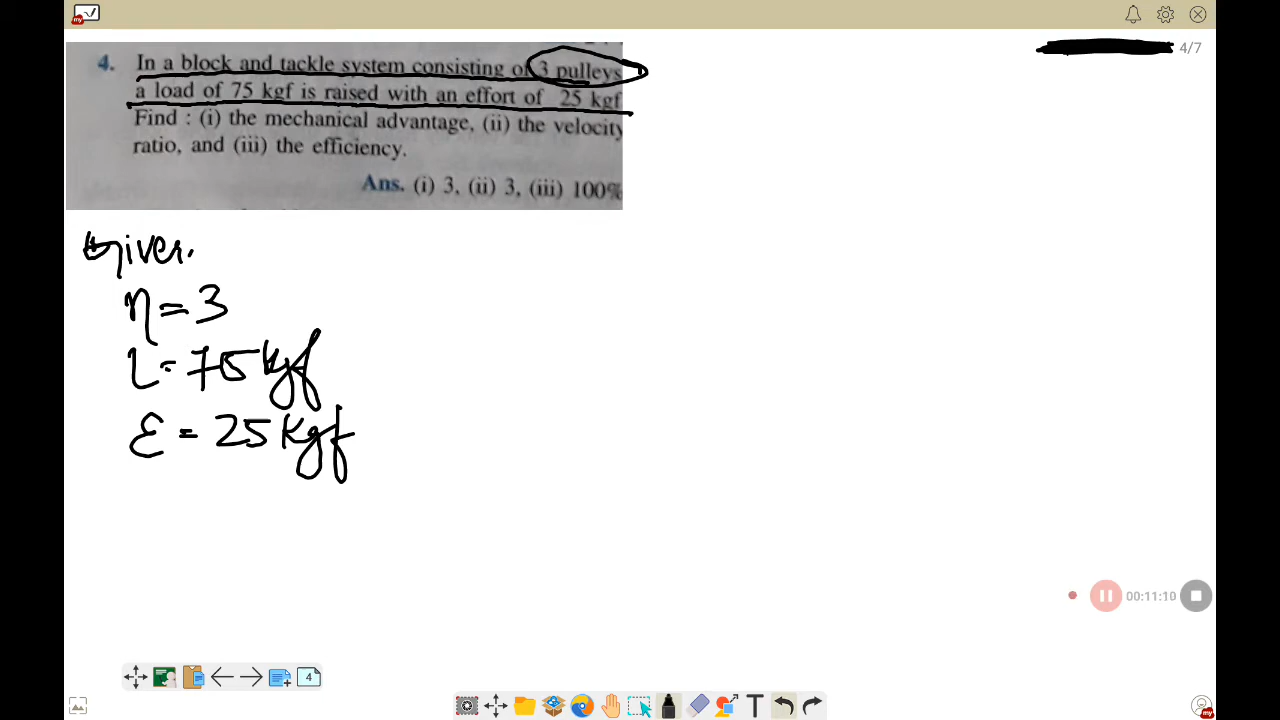 4/7
4. In a block and tackle system consisting of 3 pulleys
a load of 75 kgf is raised with an effort of 25 kgf
Find : (i) the mechanical advantage, (ii) the velocity
ratio, and (iii) the efficiency.
Ans. (i) 3, (ii) 3, (iii) 100%
Given.
n = 3
L = 75 kgf
E = 25 kgf
00:11:10
4
T